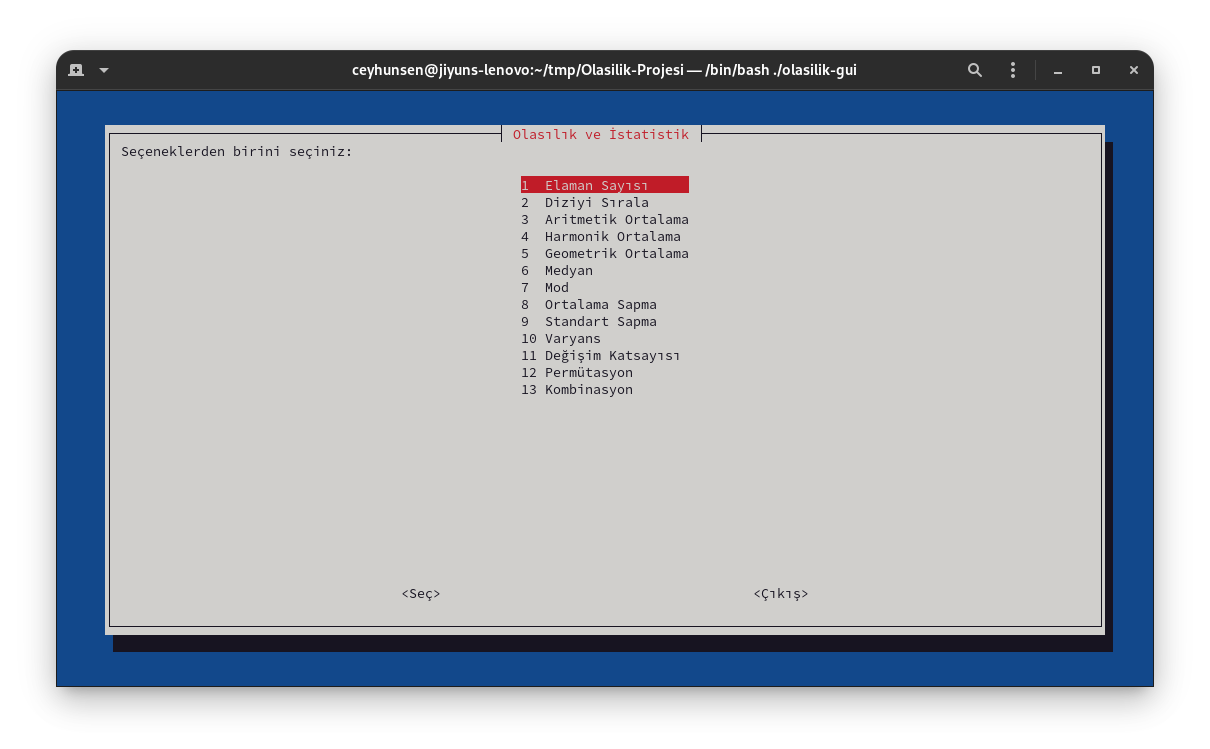 ceyhunsen@jiyuns-lenovo:~/tmp/Olasilik-Projesi — /bin/bash ./olasilik-gui
Olasılık ve İstatistik
Seçeneklerden birini seçiniz:
1 Elaman Sayısı
2 Diziyi Sırala
3 Aritmetik Ortalama
4 Harmonik Ortalama
5 Geometrik Ortalama
6 Medyan
7 Mod
8 Ortalama Sapma
9 Standart Sapma
10 Varyans
11 Değişim Katsayısı
12 Permütasyon
13 Kombinasyon
<Seç> <Çıkış>